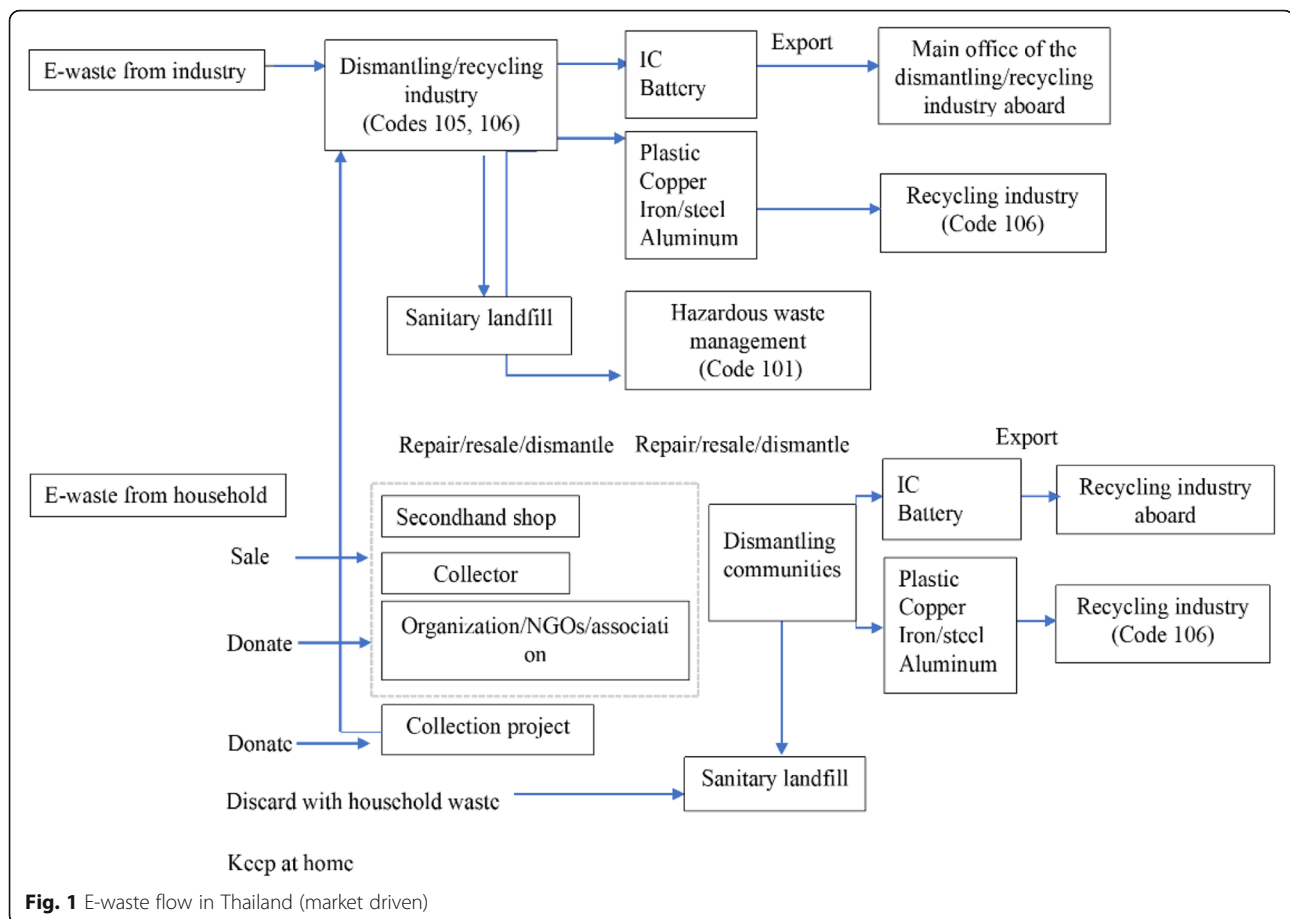 E-waste from industry
Dismantling/recycling
industry
(Codes 105, 106)
IC
Battery
Export
Main office of the
dismantling/recycling
industry aboard
Plastic
Copper
Iron/steel
Aluminum
Recycling industry
(Code 106)
Sanitary landfill
Hazardous waste
management
(Code 101)
Repair/resale/dismantle
Repair/resale/dismantle
E-waste from household
Secondhand shop
Sale
Collector
Organization/NGOs/associati
on
Donate
Collection project
Donate
Discard with household waste
Keep at home
Dismantling
communities
IC
Battery
Export
Recycling industry
aboard
Plastic
Copper
Iron/steel
Aluminum
Recycling industry
(Code 106)
Sanitary landfill
Fig. 1 E-waste flow in Thailand (market driven)